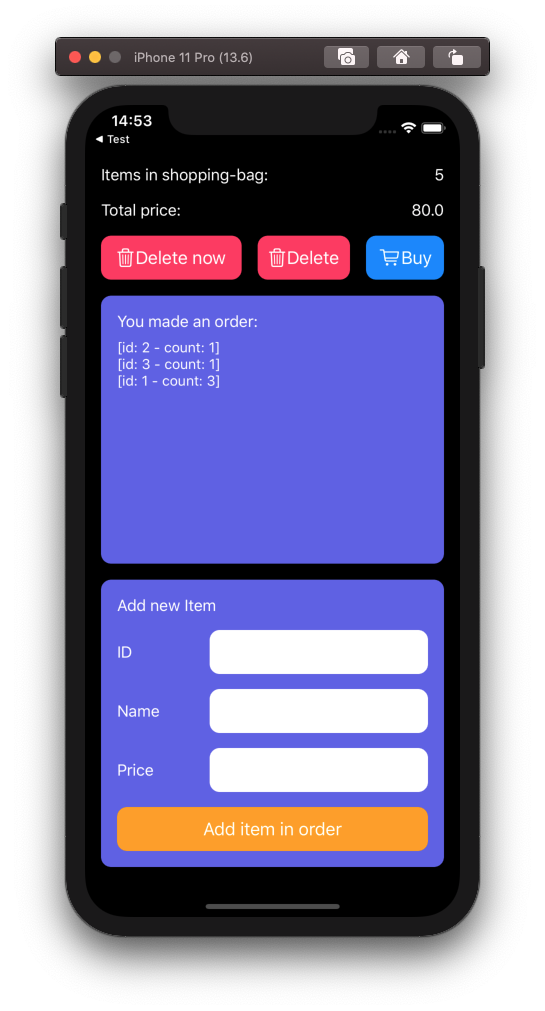 iPhone 11 Pro (13.6)
14:53
◀ Test
Items in shopping-bag: 5
Total price: 80.0
Delete now Delete Buy
You made an order:
[id: 2 - count: 1]
[id: 3 - count: 1]
[id: 1 - count: 3]
Add new Item
ID
Name
Price
Add item in order